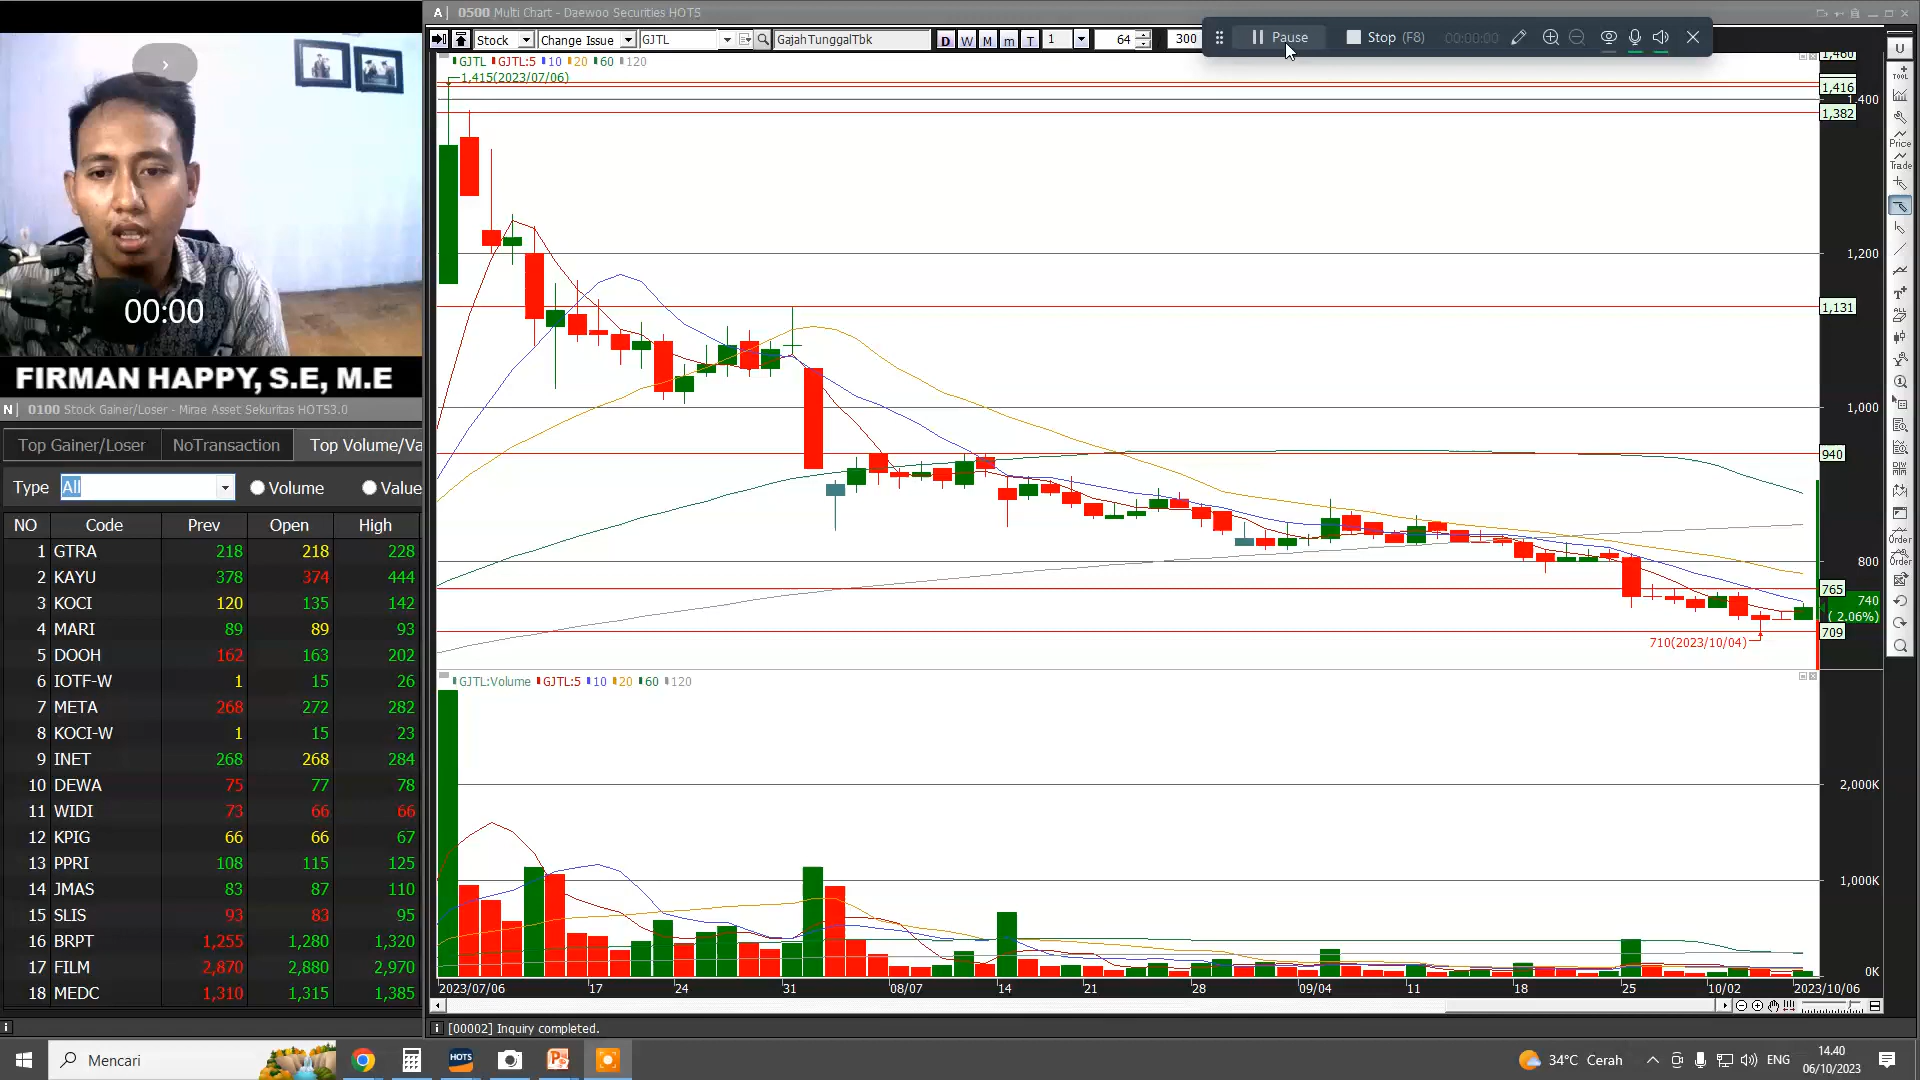 0500 Multi Chart - Daewoo Securities HOTS
Stock Change Issue GJTL GajahTunggalTbk D W M m T 1 64 / 300
Pause Stop (F8) 00:00:00
00:00
FIRMAN HAPPY, S.E, M.E
N 0100 Stock Gainer/Loser - Mirae Asset Sekuritas HOTS3.0
Top Gainer/Loser NoTransaction Top Volume/Va
Type All Volume Value
NO Code Prev Open High
1 GTRA 218 218 228
2 KAYU 378 374 444
3 KOCI 120 135 142
4 MARI 89 89 93
5 DOOH 162 163 202
6 IOTF-W 1 15 26
7 META 268 272 282
8 KOCI-W 1 15 23
9 INET 268 268 284
10 DEWA 75 77 78
11 WIDI 73 66 66
12 KPIG 66 66 67
13 PPRI 108 115 125
14 JMAS 83 87 110
15 SLIS 93 83 95
16 BRPT 1,255 1,280 1,320
17 FILM 2,870 2,880 2,970
18 MEDC 1,310 1,315 1,385
GJTL GJTL:5 10 20 60 120
1,415(2023/07/06)
1,460
1,416
1,400
1,382
1,200
1,131
1,000
940
800
765
740
( 2.06%)
709
710(2023/10/04)
GJTL:Volume GJTL:5 10 20 60 120
2,000K
1,000K
0K
2023/07/06 17 24 31 08/07 14 21 28 09/04 11 18 25 10/02 2023/10/06
[00002] Inquiry completed.
U
TOOL
Price
Trade
T
ALL
DIV
Order
Order
Mencari
HOTS
34°C Cerah
ENG
14.40
06/10/2023